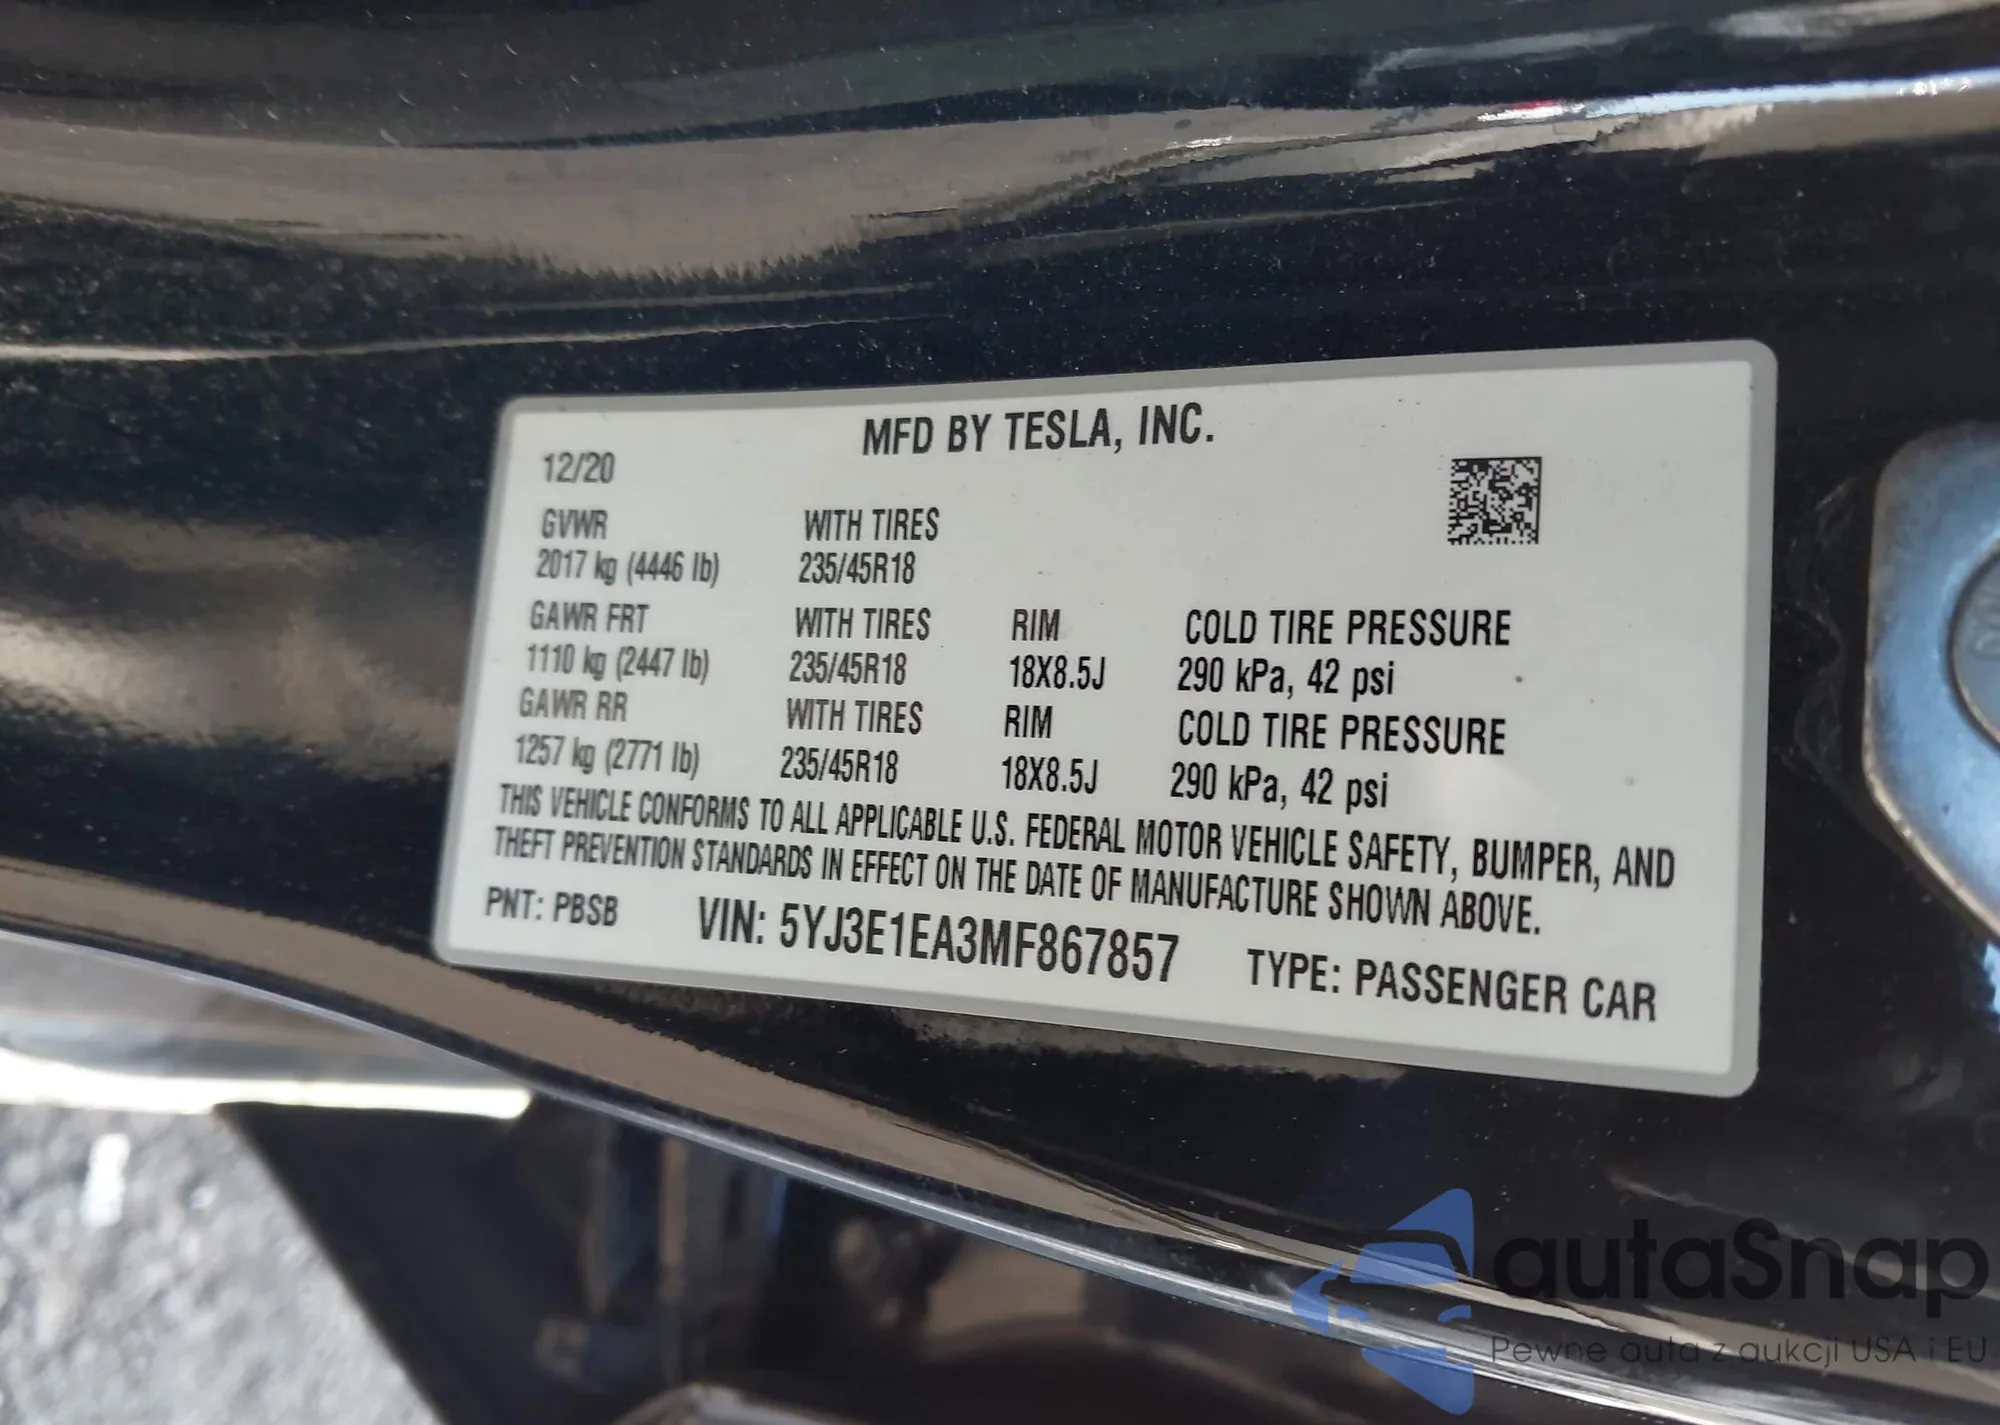 MFD BY TESLA, INC.
12/20
GVWR WITH TIRES
2017 kg (4446 lb) 235/45R18
GAWR FRT WITH TIRES RIM COLD TIRE PRESSURE
1110 kg (2447 lb) 235/45R18 18X8.5J 290 kPa, 42 psi
GAWR RR WITH TIRES RIM COLD TIRE PRESSURE
1257 kg (2771 lb) 235/45R18 18X8.5J 290 kPa, 42 psi
THIS VEHICLE CONFORMS TO ALL APPLICABLE U.S. FEDERAL MOTOR VEHICLE SAFETY, BUMPER, AND
THEFT PREVENTION STANDARDS IN EFFECT ON THE DATE OF MANUFACTURE SHOWN ABOVE.
PNT: PBSB VIN: 5YJ3E1EA3MF867857 TYPE: PASSENGER CAR
autaSnap
Pewne auta z aukcji USA i EU